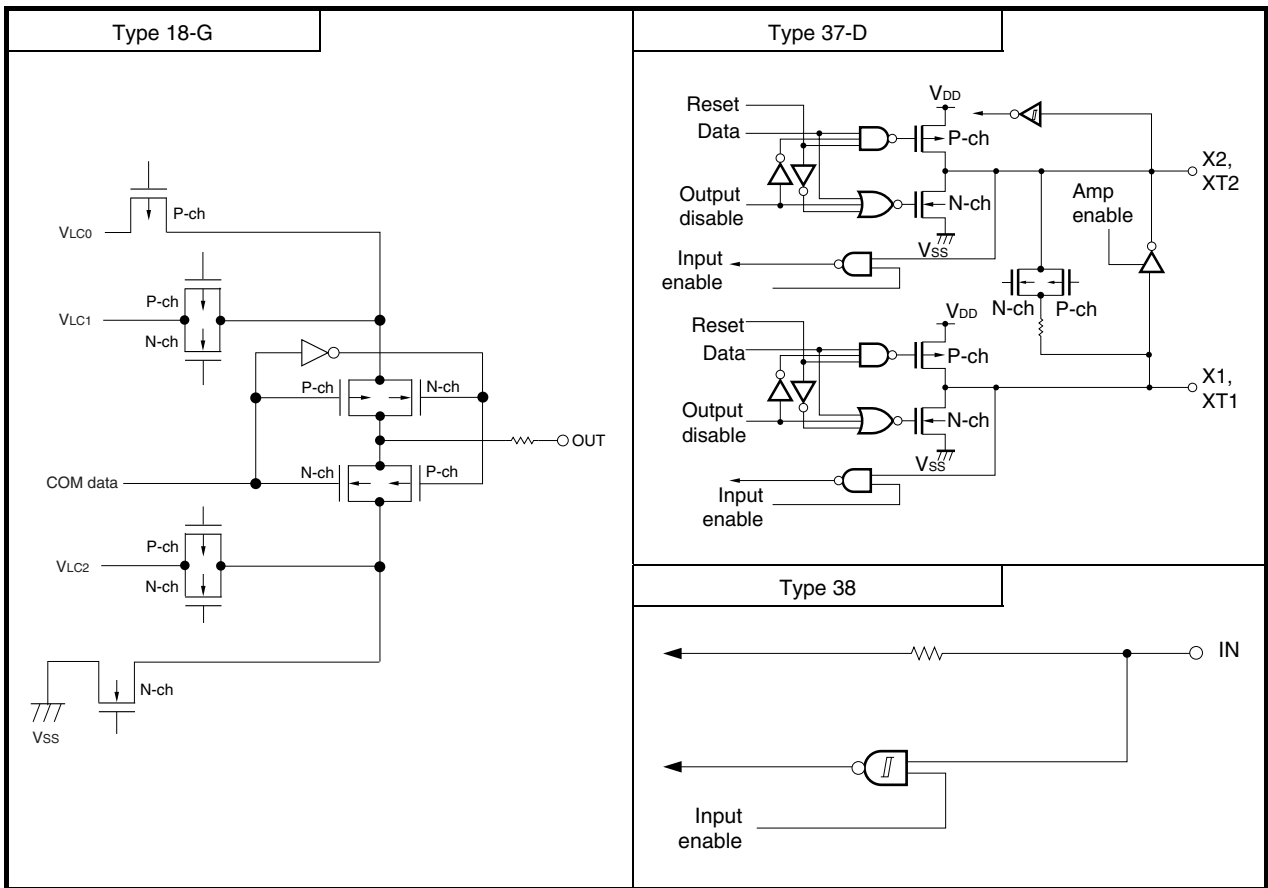 Type 18-G
P-ch
VLC0
P-ch
VLC1
N-ch
P-ch
N-ch
OUT
N-ch
P-ch
COM data
P-ch
VLC2
N-ch
N-ch
VSS
Type 37-D
VDD
Reset
Data
P-ch
X2,
XT2
Amp
enable
Output
disable
N-ch
VSS
Input
enable
N-ch P-ch
VDD
Reset
Data
P-ch
X1,
XT1
Output
disable
N-ch
VSS
Input
enable
Type 38
IN
Input
enable